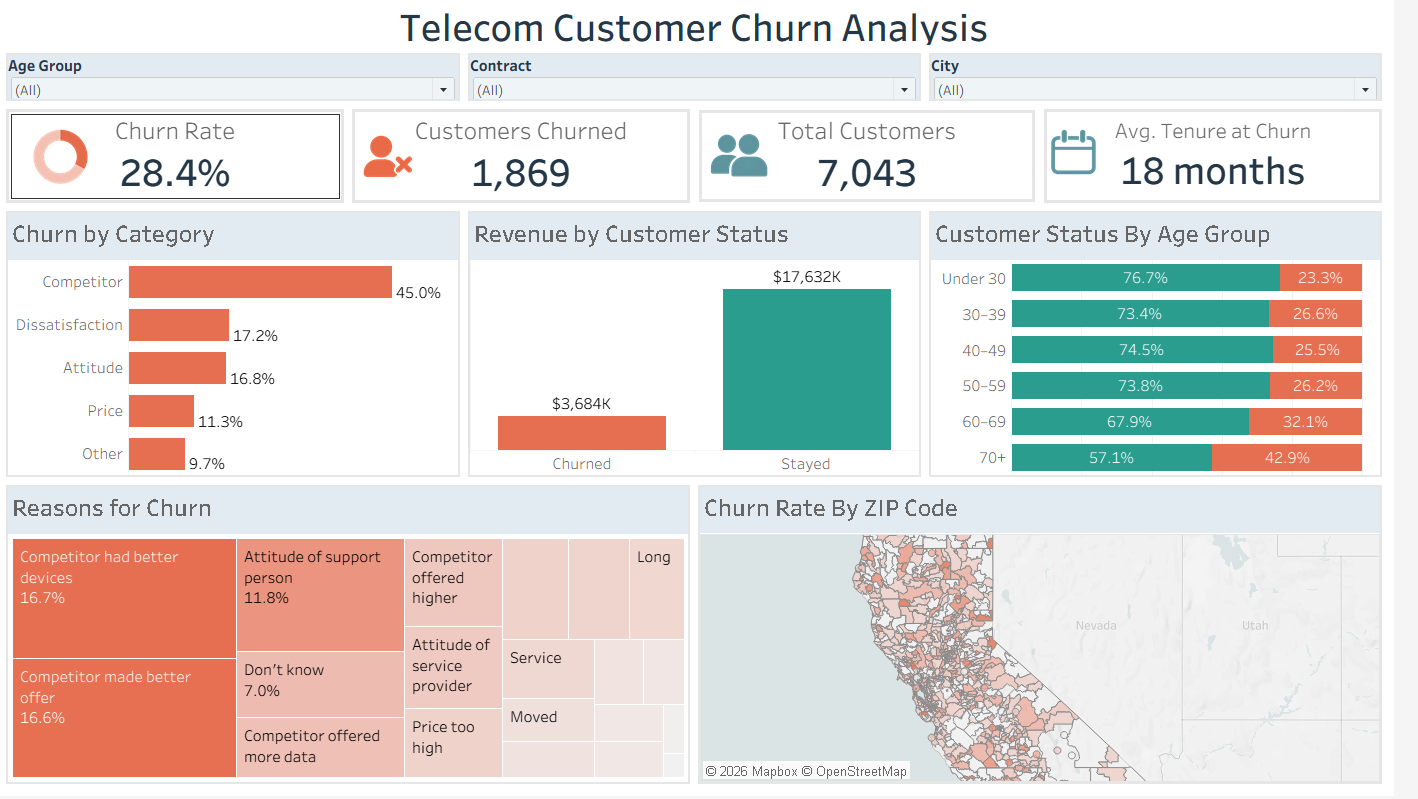 Telecom Customer Churn Analysis
Age Group
(All)
Contract
(All)
City
(All)
Churn Rate
28.4%
Customers Churned
1,869
Total Customers
7,043
Avg. Tenure at Churn
18 months
Churn by Category
Competitor
45.0%
Dissatisfaction
17.2%
Attitude
16.8%
Price
11.3%
Other
9.7%
Revenue by Customer Status
$3,684K
$17,632K
Churned
Stayed
Customer Status By Age Group
Under 30
76.7%
23.3%
30–39
73.4%
26.6%
40–49
74.5%
25.5%
50–59
73.8%
26.2%
60–69
67.9%
32.1%
70+
57.1%
42.9%
Reasons for Churn
Competitor had better
devices
16.7%
Competitor made better
offer
16.6%
Attitude of support
person
11.8%
Don't know
7.0%
Competitor offered
more data
Competitor
offered
higher
Attitude of
service
provider
Price too
high
Long
Service
Moved
Churn Rate By ZIP Code
Nevada
Utah
© 2026 Mapbox © OpenStreetMap